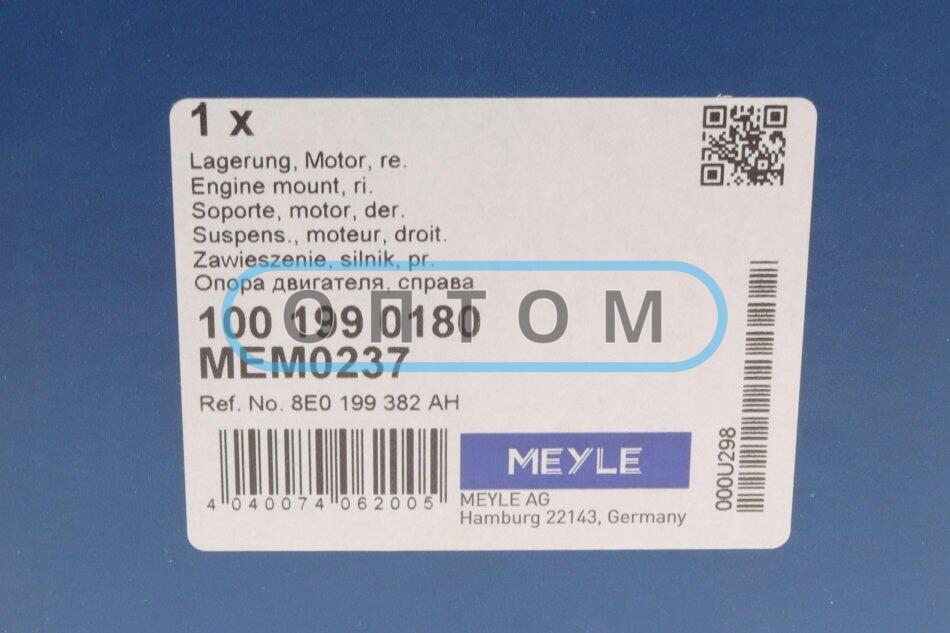 1 x
Lagerung, Motor, re.
Engine mount, ri.
Soporte, motor, der.
Suspens., moteur, droit.
Zawieszenie, silnik, pr.
Опора двигателя, справа
100 199 0180
ОПТОМ
MEM0237
Ref. No. 8E0 199 382 AH
4 040074 062005
MEYLE
MEYLE AG
Hamburg 22143, Germany
000U298